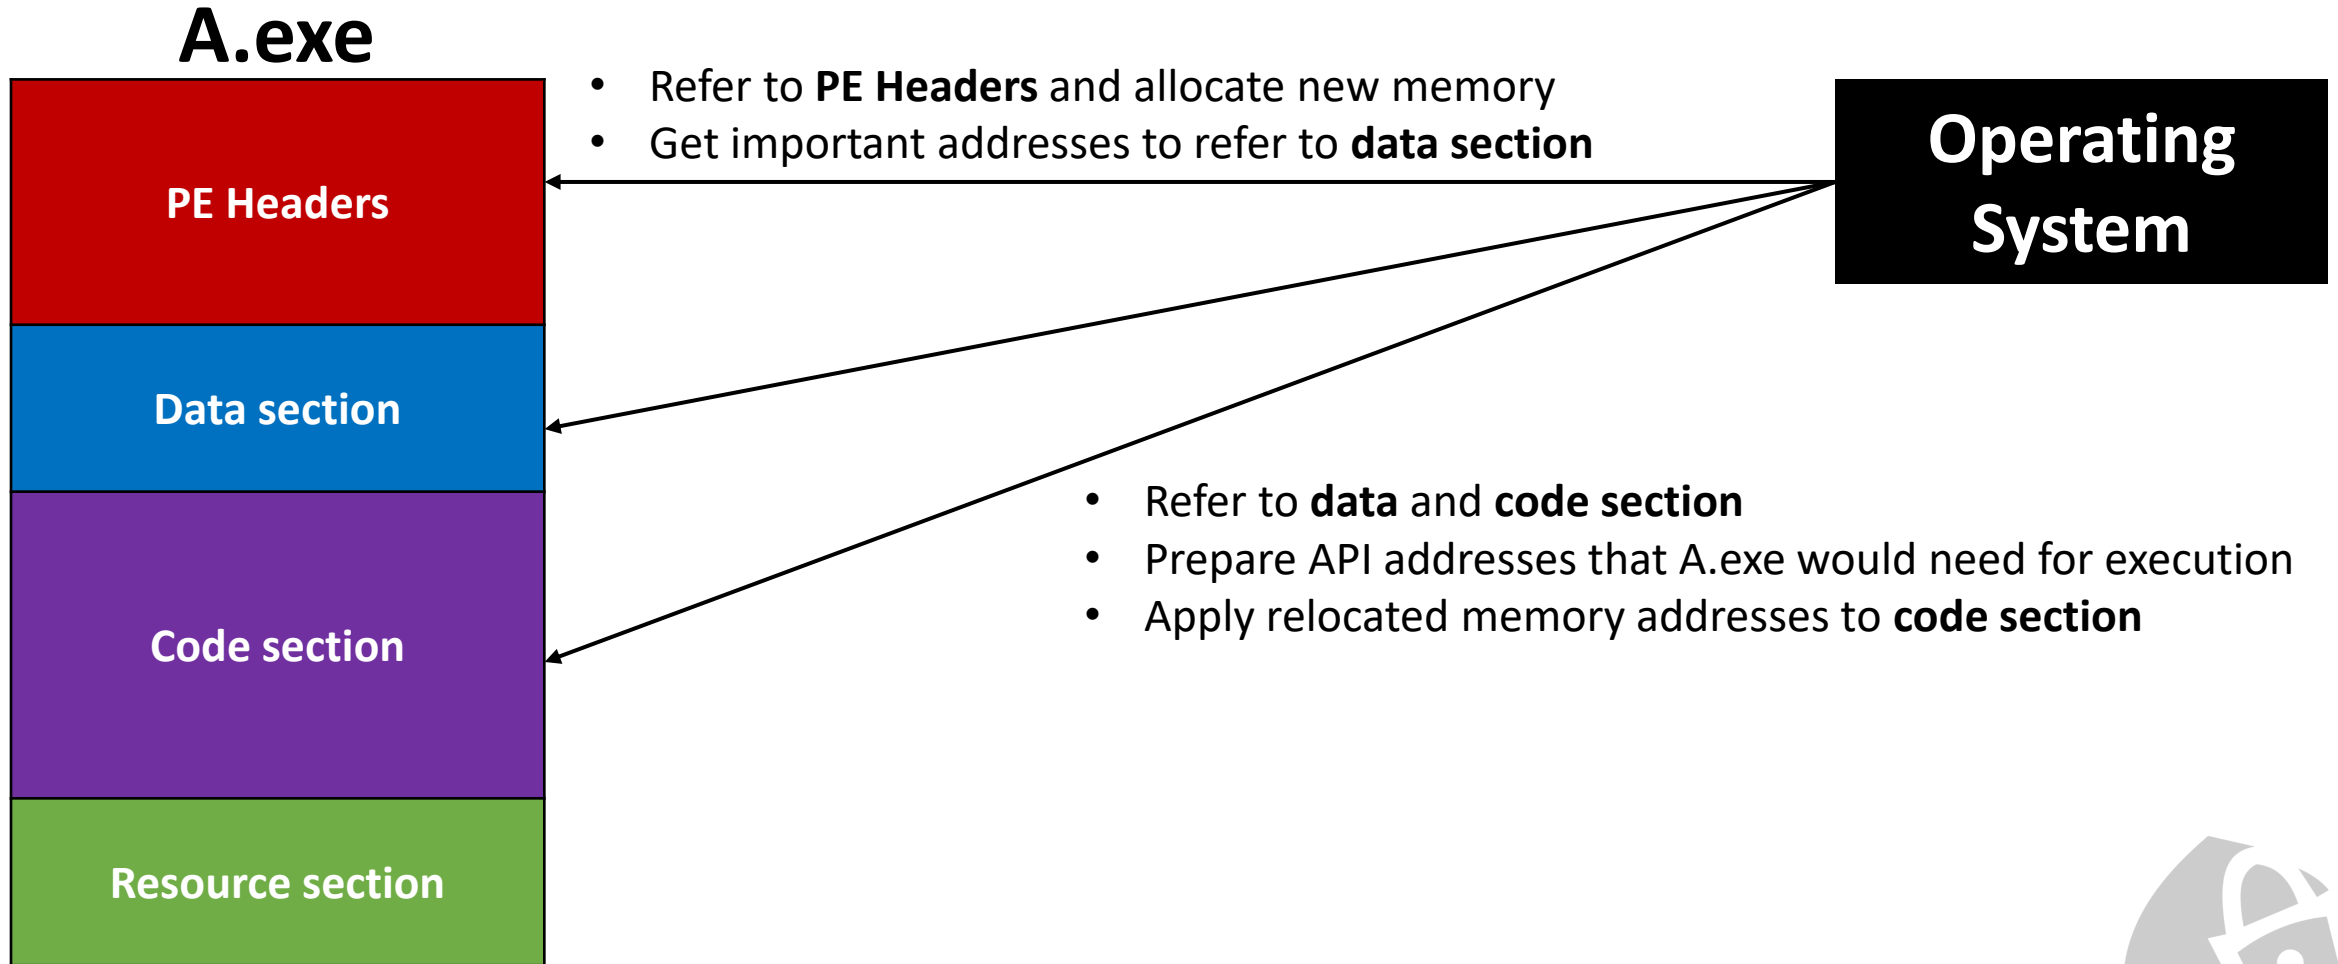 A.exe
• Refer to PE Headers and allocate new memory
• Get important addresses to refer to data section
Operating
System
PE Headers
Data section
• Refer to data and code section
• Prepare API addresses that A.exe would need for execution
• Apply relocated memory addresses to code section
Code section
Resource section